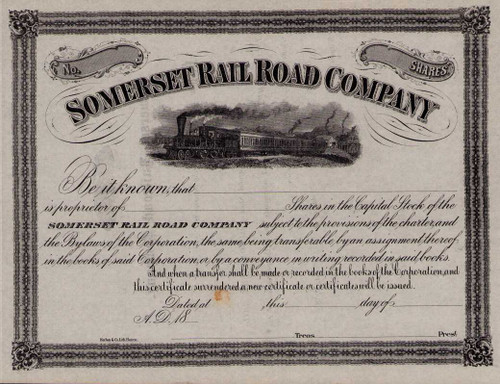 No.
SHARES.
SOMERSET RAIL ROAD COMPANY
Be it known, that
is proprietor of Shares in the Capital Stock of the
SOMERSET RAIL ROAD COMPANY subject to the provisions of the charter, and
the Bylaws of the Corporation, the same being transferable by an assignment thereof
in the books of said Corporation, or by a conveyance in writing recorded in said books.
And when a transfer shall be made or recorded in the books of the Corporation, and
this certificate surrendered, a new certificate or certificates will be issued.
Dated at this day of
A.D. 18
Treas. Prest.